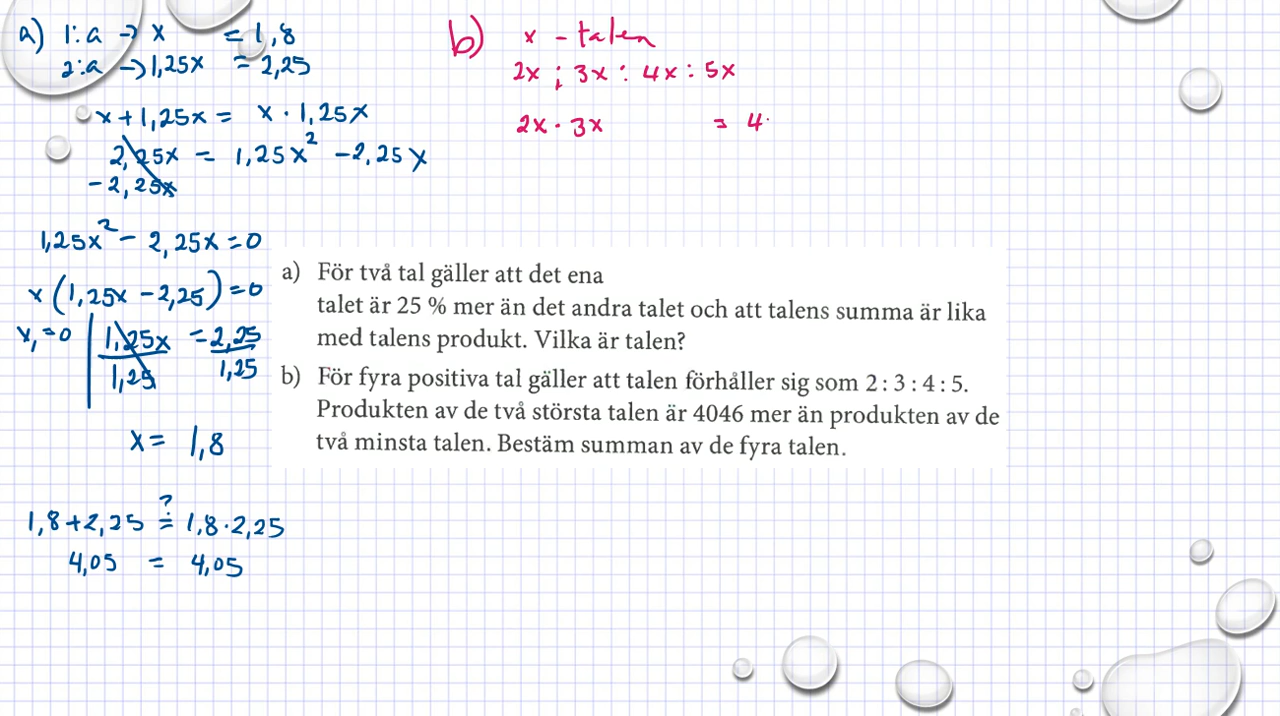 a) 1:a → x = 1,8
2:a → 1,25x = 2,25
x + 1,25x = x · 1,25x
2,25x = 1,25x² - 2,25x
- 2,25x
1,25x² - 2,25x = 0
x (1,25x - 2,25) = 0
x₁ = 0 | 1,25x = 2,25
1,25 1,25
x = 1,8
1,8 + 2,25 ?= 1,8 · 2,25
4,05 = 4,05
b) x - talen
2x : 3x : 4x : 5x
2x · 3x = 4·
a) För två tal gäller att det ena
talet är 25 % mer än det andra talet och att talens summa är lika
med talens produkt. Vilka är talen?
b) För fyra positiva tal gäller att talen förhåller sig som 2 : 3 : 4 : 5.
Produkten av de två största talen är 4046 mer än produkten av de
två minsta talen. Bestäm summan av de fyra talen.